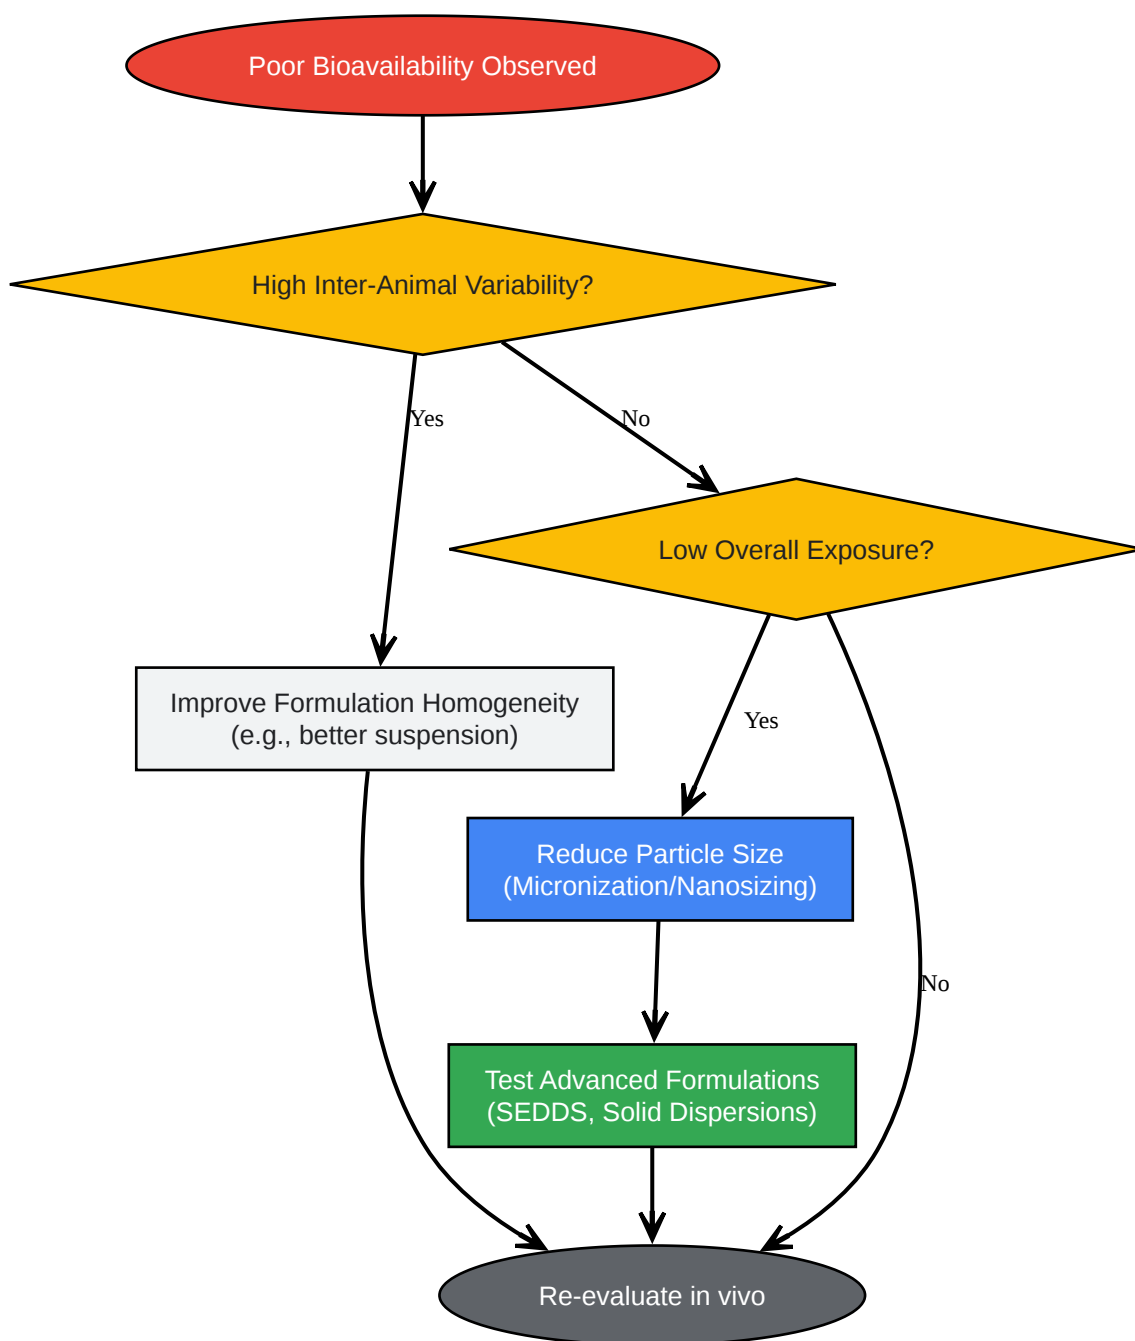 Poor Bioavailability Observed
High Inter-Animal Variability?
Yes
No
Low Overall Exposure?
Improve Formulation Homogeneity
(e.g., better suspension)
Yes
Reduce Particle Size
(Micronization/Nanosizing)
No
Test Advanced Formulations
(SEDDS, Solid Dispersions)
Re-evaluate in vivo